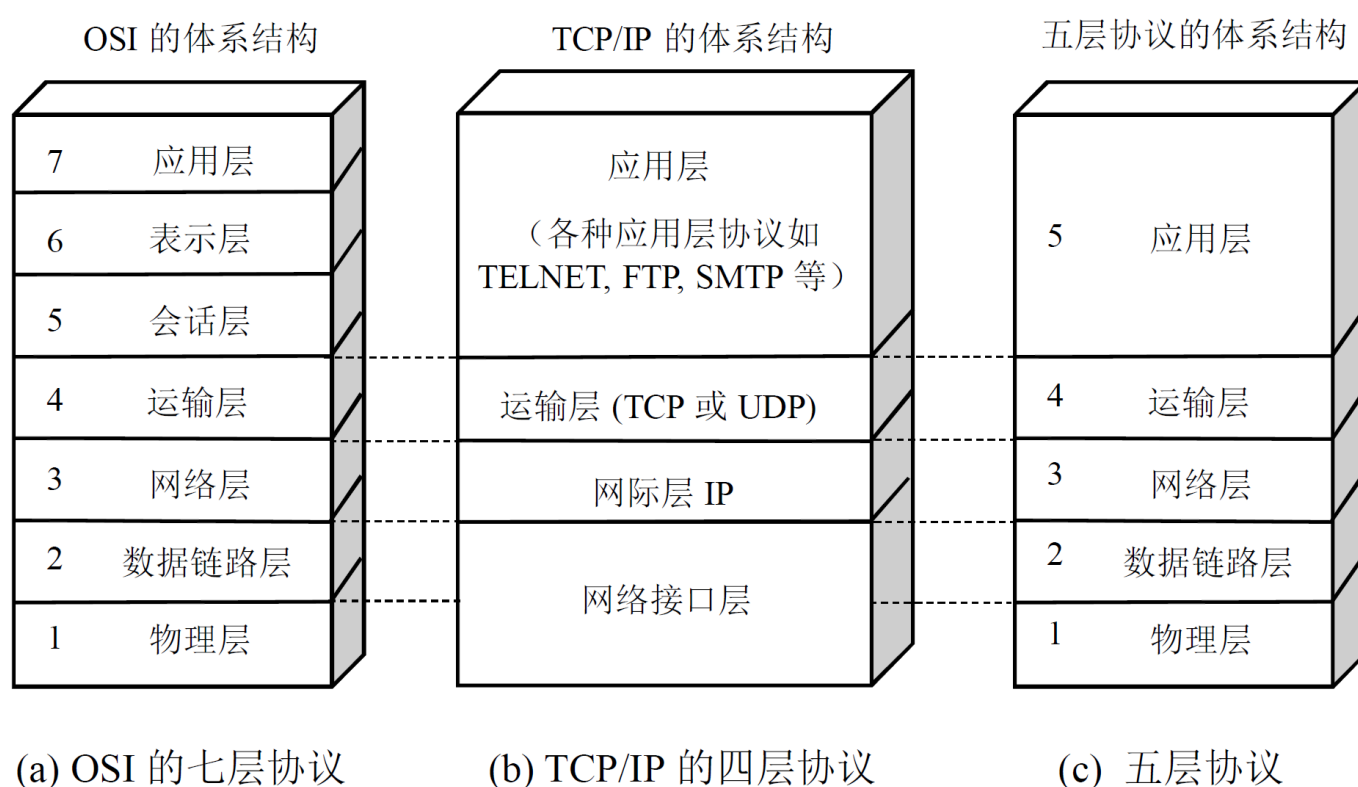 OSI 的体系结构
TCP/IP 的体系结构
五层协议的体系结构
7 应用层
6 表示层
5 会话层
4 运输层
3 网络层
2 数据链路层
1 物理层
应用层
（各种应用层协议如
TELNET, FTP, SMTP 等）
运输层 (TCP 或 UDP)
网际层 IP
网络接口层
5 应用层
4 运输层
3 网络层
2 数据链路层
1 物理层
(a) OSI 的七层协议
(b) TCP/IP 的四层协议
(c) 五层协议